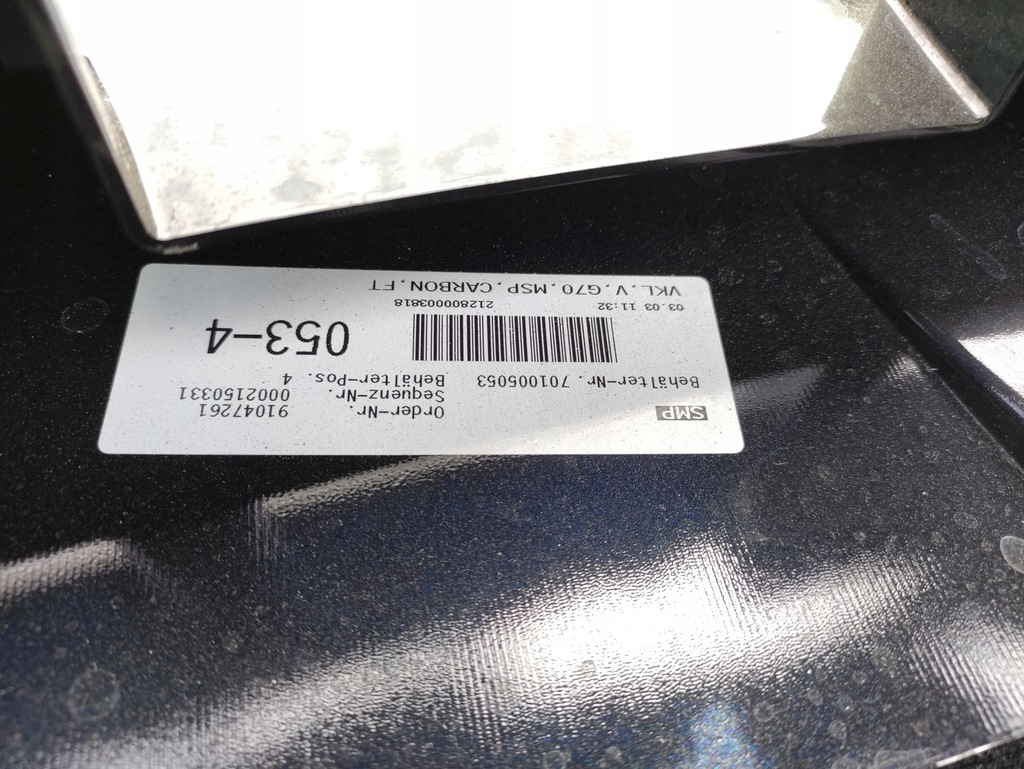 SMP
Order-Nr. 91047261
Sequenz-Nr. 0002150331
Behälter-Nr. 701005053 Behälter-Pos. 4
053-4
03.03 11:32 212800003818
VKL,V,G70,MSP,CARBON,FT